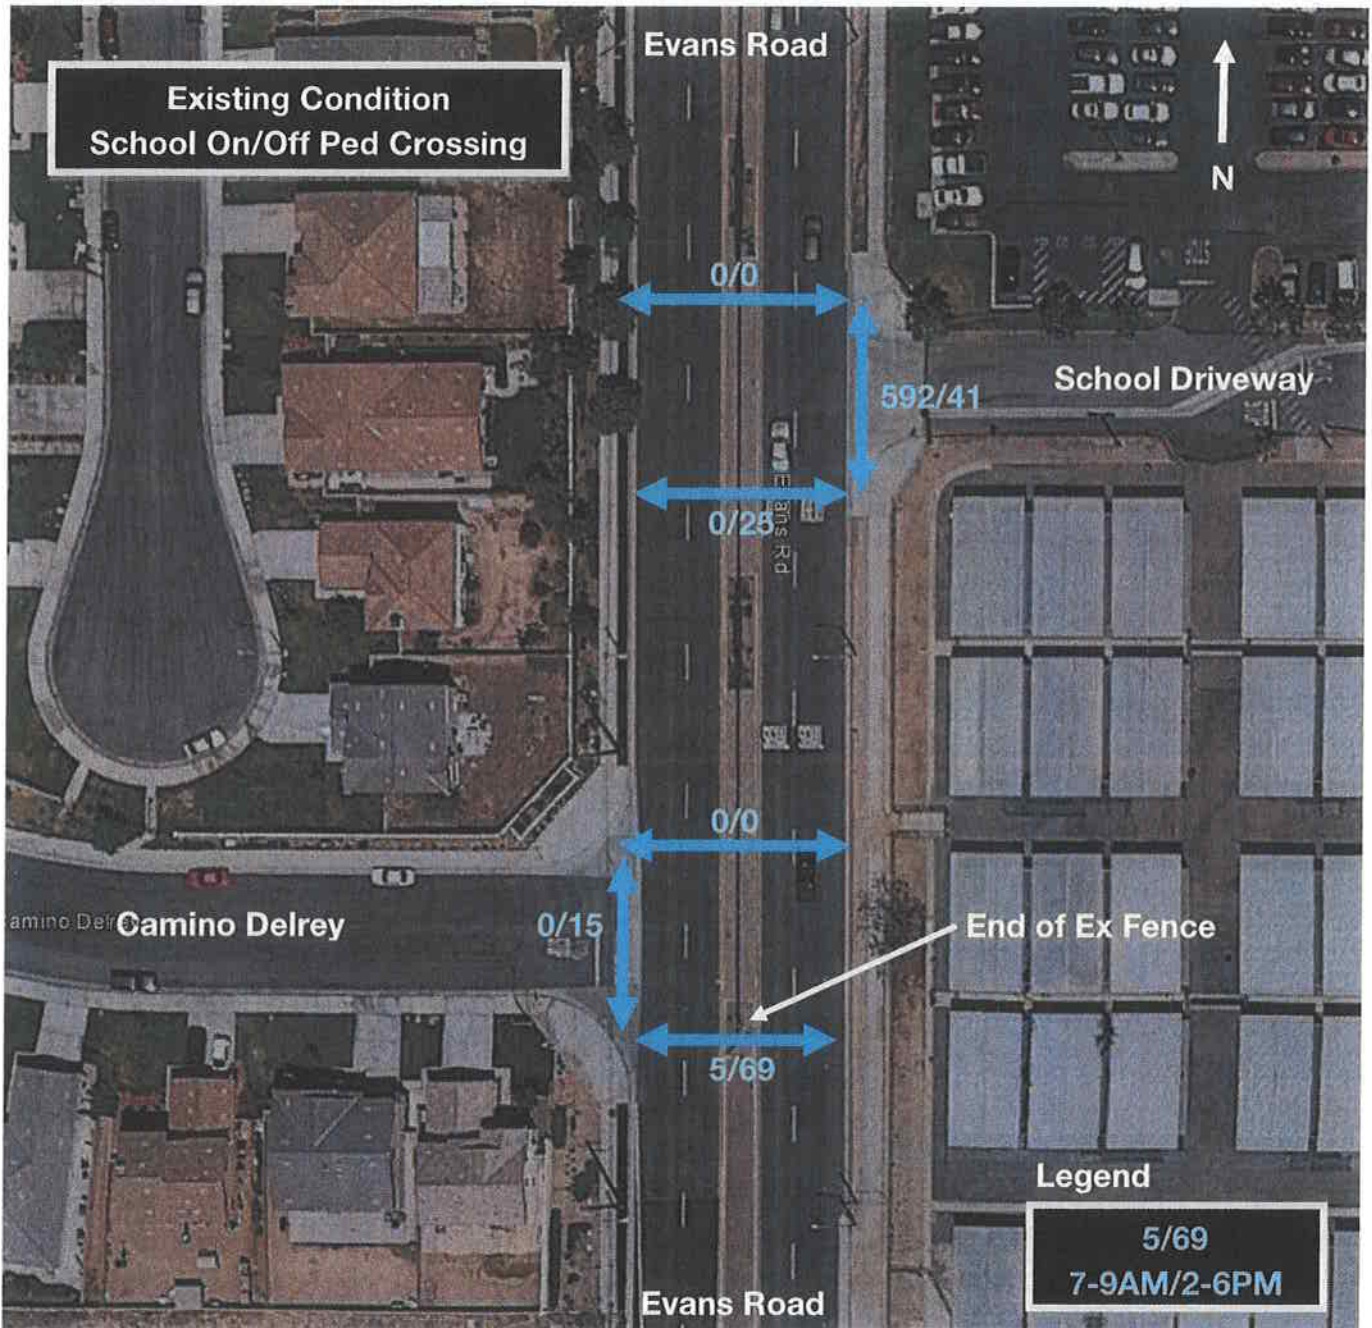 Evans Road
Existing Condition
School On/Off Ped Crossing
N
STOP
0/0
School Driveway
592/41
0/25
Evans Rd
0/0
Camino Delrey
0/15
End of Ex Fence
5/69
Legend
5/69
7-9AM/2-6PM
Evans Road